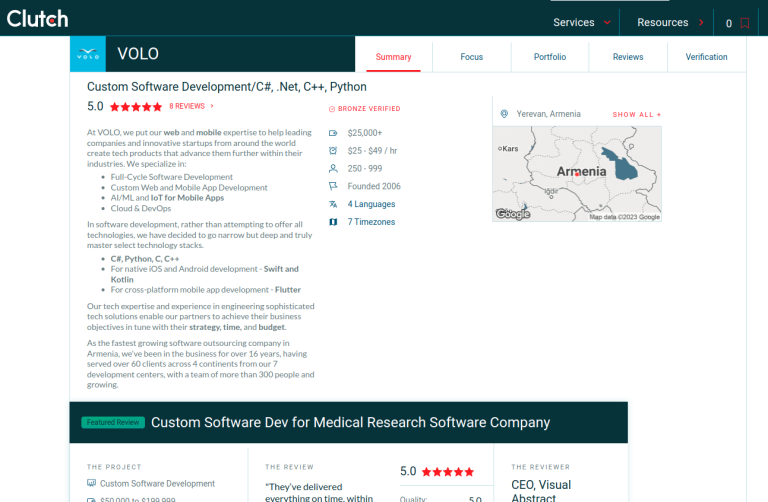 Clutch
Services
Resources
0
VOLO
VOLO
Summary
Focus
Portfolio
Reviews
Verification
Custom Software Development/C#, .Net, C++, Python
5.0
8 REVIEWS
BRONZE VERIFIED
At VOLO, we put our web and mobile expertise to help leading
companies and innovative startups from around the world
create tech products that advance them further within their
industries. We specialize in:
Full-Cycle Software Development
Custom Web and Mobile App Development
AI/ML and IoT for Mobile Apps
Cloud & DevOps
In software development, rather than attempting to offer all
technologies, we have decided to go narrow but deep and truly
master select technology stacks.
C#, Python, C, C++
For native iOS and Android development - Swift and
Kotlin
For cross-platform mobile app development - Flutter
Our tech expertise and experience in engineering sophisticated
tech solutions enable our partners to achieve their business
objectives in tune with their strategy, time, and budget.
As the fastest growing software outsourcing company in
Armenia, we've been in the business for over 16 years, having
served over 60 clients across 4 continents from our 7
development centers, with a team of more than 300 people and
growing.
$25,000+
$25 - $49 / hr
250 - 999
Founded 2006
4 Languages
7 Timezones
Yerevan, Armenia
SHOW ALL +
Kars
Armenia
Iğdır
Google
Map data ©2023 Google
Featured Review
Custom Software Dev for Medical Research Software Company
THE PROJECT
Custom Software Development
$50,000 to $199,999
THE REVIEW
"They've delivered
everything on time, within
5.0
Quality:
5.0
THE REVIEWER
CEO, Visual
Abstract